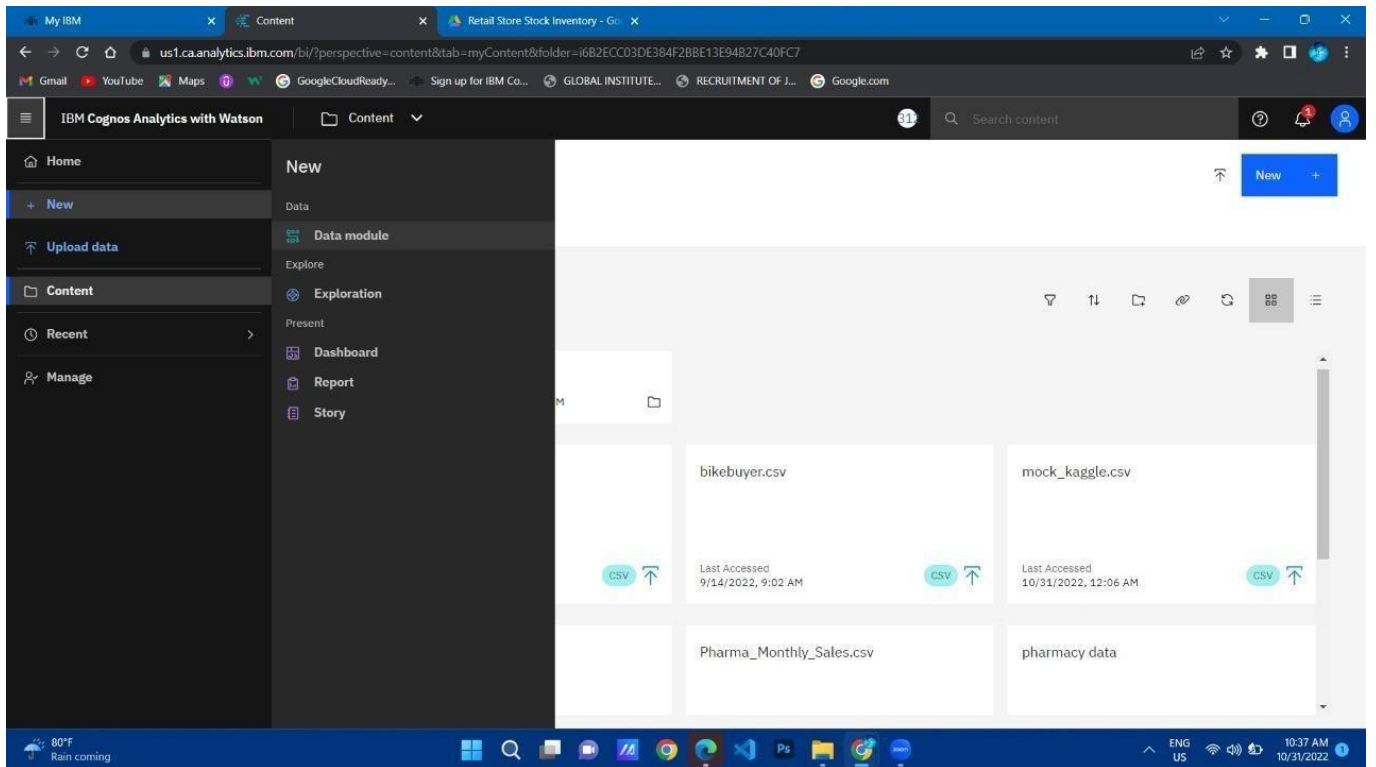 My IBM
Content
Retail Store Stock Inventory - Go
us1.ca.analytics.ibm.com/bi/?perspective=content&tab=myContent&folder=i6B2ECC03DE384F2BBE13E94B27C40FC7
Gmail
YouTube
Maps
GoogleCloudReady...
Sign up for IBM Co...
GLOBAL INSTITUTE...
RECRUITMENT OF J...
Google.com
IBM Cognos Analytics with Watson
Content
Search content
1
Home
New
Upload data
Content
Recent
Manage
New
Data
Data module
Explore
Exploration
Present
Dashboard
Report
Story
New +
M
bikebuyer.csv
mock_kaggle.csv
CSV
Last Accessed
9/14/2022, 9:02 AM
CSV
Last Accessed
10/31/2022, 12:06 AM
CSV
Pharma_Monthly_Sales.csv
pharmacy data
80°F
Rain coming
Ps
zoom
ENG
US
10:37 AM
10/31/2022
1